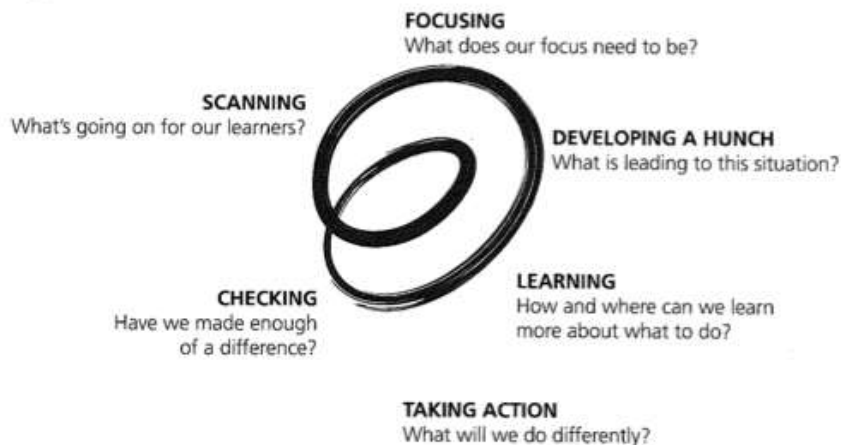 FOCUSING
What does our focus need to be?
SCANNING
What's going on for our learners?
DEVELOPING A HUNCH
What is leading to this situation?
LEARNING
How and where can we learn
more about what to do?
CHECKING
Have we made enough
of a difference?
TAKING ACTION
What will we do differently?